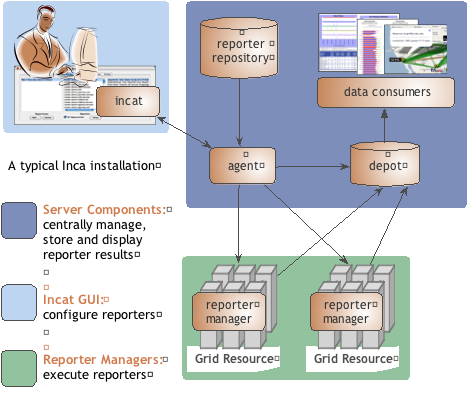 reporter
repository
data consumers
incat
agent
depot
A typical Inca installation
Server Components:
centrally manage,
store and display
reporter results
Incat GUI:
configure reporters
Reporter Managers:
execute reporters
reporter
manager
Grid Resource
reporter
manager
Grid Resource